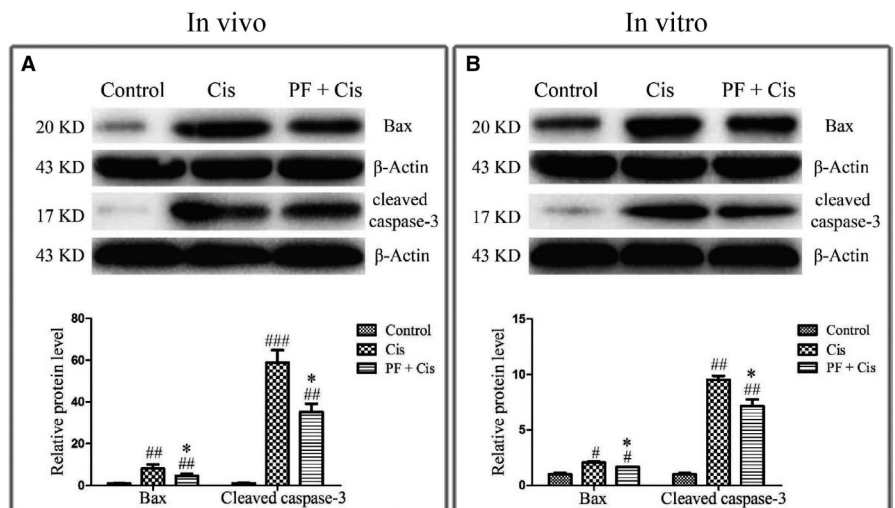 In vivo
A
Control Cis PF + Cis
20 KD Bax
43 KD β-Actin
17 KD cleaved caspase-3
43 KD β-Actin
Relative protein level
80
60
40
20
0
## * ## ### * ##
Bax Cleaved caspase-3
Control
Cis
PF + Cis
In vitro
B
Control Cis PF + Cis
20 KD Bax
43 KD β-Actin
17 KD cleaved caspase-3
43 KD β-Actin
Relative protein level
15
10
5
0
# * # ## * ##
Bax Cleaved caspase-3
Control
Cis
PF + Cis